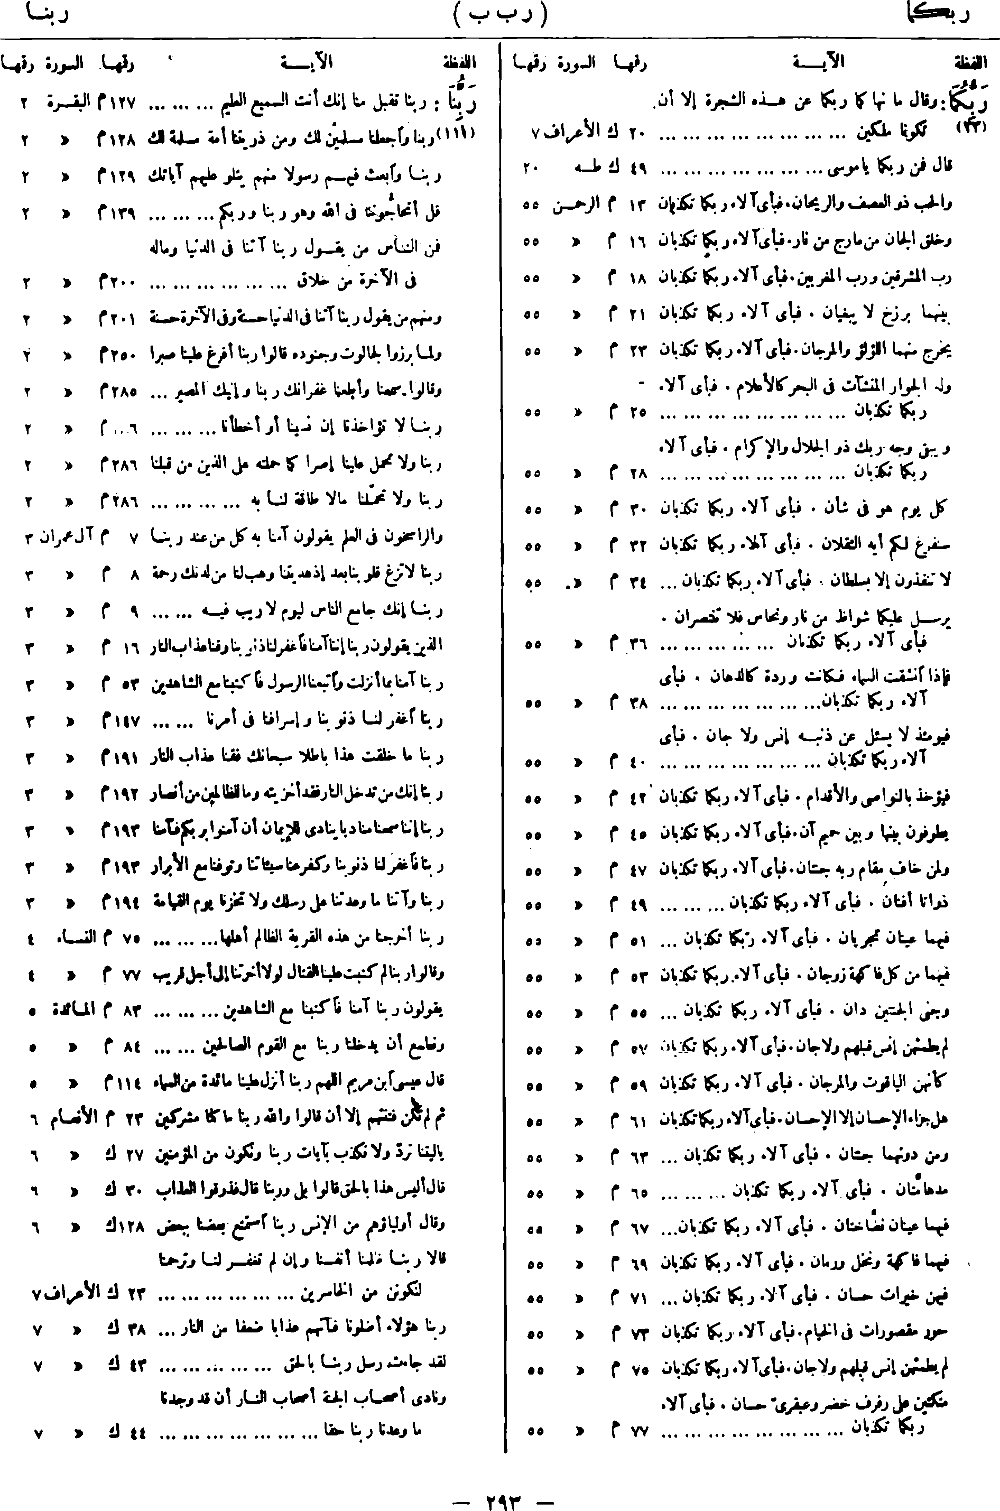 ربكما (ر ب ب) ربنا
اللفظة الآيــة رقمها السورة رقمها
رَبُّكُمَا: وقال ما نهاكما ربكما عن هذه الشجرة إلا أن
(٣٣) تكونا ملكين ... ... ... ... ... ... ... ٢٠ ك الأعراف ٧
قال فمن ربكما ياموسى ... ... ... ... ... ... ٤٩ ك طه ٢٠
والحب ذو العصف والريحان ، فبأى آلاء ربكما تكذبان ١٣ م الرحمن ٥٥
وخلق الجان من مارج من نار ، فبأى آلاء ربكما تكذبان ١٦ م » ٥٥
رب المشرقين ورب المغربين ، فبأى آلاء ربكما تكذبان ١٨ م » ٥٥
بينهما برزخ لا يبغيان ، فبأى آلاء ربكما تكذبان ٢١ م » ٥٥
يخرج منهما اللؤلؤ والمرجان ، فبأى آلاء ربكما تكذبان ٢٣ م » ٥٥
وله الجوار المنشآت فى البحر كالأعلام ، فبأى آلاء
ربكما تكذبان ... ... ... ... ... ... ... ٢٥ م » ٥٥
ويبقى وجه ربك ذو الجلال والإكرام ، فبأى آلاء
ربكما تكذبان ... ... ... ... ... ... ... ٢٨ م » ٥٥
كل يوم هو فى شأن ، فبأى آلاء ربكما تكذبان ٣٠ م » ٥٥
سنفرغ لكم أيه الثقلان ، فبأى آلاء ربكما تكذبان ٣٢ م » ٥٥
لا تنفذون إلا بسلطان ، فبأى آلاء ربكما تكذبان ... ٣٤ م » ٥٥
يرسل عليكما شواظ من نار ونحاس فلا تنتصران ،
فبأى آلاء ربكما تكذبان ... ... ... ... ... ٣٦ م » ٥٥
فإذا آنشقت السماء فكانت وردة كالدهان ، فبأى
آلاء ربكما تكذبان ... ... ... ... ... ... ٣٨ م » ٥٥
فيومئذ لا يسئل عن ذنبه إنس ولا جان ، فبأى
آلاء ربكما تكذبان ... ... ... ... ... ... ٤٠ م » ٥٥
فيؤخذ بالنواصى والأقدام ، فبأى آلاء ربكما تكذبان ٤٢ م » ٥٥
يطوفون بينها وبين حميم آن ، فبأى آلاء ربكما تكذبان ٤٥ م » ٥٥
ولمن خاف مقام ربه جنتان ، فبأى آلاء ربكما تكذبان ٤٧ م » ٥٥
ذواتا أفنان ، فبأى آلاء ربكما تكذبان ... ... ... ٤٩ م » ٥٥
فيهما عينان تجريان ، فبأى آلاء ربكما تكذبان ... ٥١ م » ٥٥
فيهما من كل فاكهة زوجان ، فبأى آلاء ربكما تكذبان ٥٣ م » ٥٥
وجنى الجنتين دان ، فبأى آلاء ربكما تكذبان ... ٥٥ م » ٥٥
لم يطمثهن إنس قبلهم ولا جان ، فبأى آلاء ربكما تكذبان ٥٧ م » ٥٥
كأنهن الياقوت والمرجان ، فبأى آلاء ربكما تكذبان ٥٩ م » ٥٥
هل جزاء الإحسان إلا الإحسان ، فبأى آلاء ربكما تكذبان ٦١ م » ٥٥
ومن دونهما جنتان ، فبأى آلاء ربكما تكذبان ... ٦٣ م » ٥٥
مدهامّتان ، فبأى آلاء ربكما تكذبان ... ... ... ٦٥ م » ٥٥
فيهما عينان نضّاختان ، فبأى آلاء ربكما تكذبان ... ٦٧ م » ٥٥
فيهما فاكهة ونخل ورمان ، فبأى آلاء ربكما تكذبان ٦٩ م » ٥٥
فيهن خيرات حسان ، فبأى آلاء ربكما تكذبان ... ٧١ م » ٥٥
حور مقصورات فى الخيام ، فبأى آلاء ربكما تكذبان ٧٣ م » ٥٥
لم يطمثهن إنس قبلهم ولا جان ، فبأى آلاء ربكما تكذبان ٧٥ م » ٥٥
متكئين على رفرف خضر وعبقرىّ حسان ، فبأى آلاء
ربكما تكذبان ... ... ... ... ... ... ... ٧٧ م » ٥٥
اللفظة الآيــة رقمها السورة رقمها
رَبَّنَا: ربنا تقبل منا إنك أنت السميع العليم ... ... ... ١٢٧ م البقرة ٢
(١١١) ربنا وآجعلنا مسلميْن لك ومن ذريتنا أمة مسلمة لك ١٢٨ م » ٢
ربنا وآبعث فيهم رسولا منهم يتلو عليهم آياتك ١٢٩ م » ٢
قل أتحاجُّوننا فى الله وهو ربنا وربكم ... ... ... ١٣٩ م » ٢
فمن النّاس من يقول ربنا آتنا فى الدنيا وماله
فى الآخرة من خلاق ... ... ... ... ... ... ٢٠٠ م » ٢
ومنهم من يقول ربنا آتنا فى الدنيا حسنة وفى الآخرة حسنة ٢٠١ م » ٢
ولما برزوا لجالوت وجنوده قالوا ربنا أفرغ علينا صبرا ٢٥٠ م » ٢
وقالوا سمعنا وأطعنا غفرانك ربنا وإليك المصير ... ٢٨٥ م » ٢
ربنا لا تؤاخذنا إن نسينا أو أخطأنا ... ... ... م » ٢
ربنا ولا تحمل علينا إصرا كما حملته على الذين من قبلنا ٢٨٦ م » ٢
ربنا ولا تحمّلنا مالا طاقة لنا به ... ... ... ... ٢٨٦ م » ٢
والراسخون فى العلم يقولون آمنا به كل من عند ربنا ٧ م آل عمران ٣
ربنا لا تزغ قلوبنا بعد إذ هديتنا وهب لنا من لدنك رحمة ٨ م » ٣
ربنا إنك جامع الناس ليوم لا ريب فيه ... ... ٩ م » ٣
الذين يقولون ربنا إننا آمنا فآغفر لنا ذنوبنا وقنا عذاب النار ١٦ م » ٣
ربنا آمنا بما أنزلت وآتبعنا الرسول فآكتبنا مع الشاهدين ٥٣ م » ٣
ربنا آغفر لنا ذنوبنا وإسرافنا فى أمرنا ... ... ١٤٧ م » ٣
ربنا ما خلقت هذا باطلا سبحانك فقنا عذاب النار ١٩١ م » ٣
ربنا إنك من تدخل النار فقد أخزيته وما للظالمين من أنصار ١٩٢ م » ٣
ربنا إننا سمعنا مناديا ينادى للإيمان أن آمنوا بربكم فآمنا ١٩٣ م » ٣
ربنا فآغفر لنا ذنوبنا وكفر عنا سيئاتنا وتوفنا مع الأبرار ١٩٣ م » ٣
ربنا وآتنا ما وعدتنا على رسلك ولا تخزنا يوم القيامة ١٩٤ م » ٣
ربنا أخرجنا من هذه القرية الظالم أهلها ... ... ... ٧٥ م النساء ٤
وقالوا ربنا لم كتبت علينا القتال لولا أخرتنا إلى أجل قريب ٧٧ م » ٤
يقولون ربنا آمنا فآكتبنا مع الشاهدين ... ... ... ٨٣ م المائدة ٥
ونطمع أن يدخلنا ربنا مع القوم الصالحين ... ... ٨٤ م » ٥
قال عيسى آبن مريم اللهم ربنا أنزل علينا مائدة من السماء ١١٤ م » ٥
ثم لم تكن فتنتهم إلا أن قالوا والله ربنا ما كنا مشركين ٢٣ م الأنعام ٦
ياليتنا نردّ ولا نكذب بآيات ربنا ونكون من المؤمنين ٢٧ ك » ٦
قال أليس هذا بالحق قالوا بلى وربنا قال فذوقوا العذاب ٣٠ ك » ٦
وقال أولياؤهم من الإنس ربنا آستمتع بعضنا ببعض ١٢٨ ك » ٦
قالا ربنا ظلمنا أنفسنا وإن لم تغفر لنا وترحمنا
لنكونن من الخاسرين ... ... ... ... ... ... ٢٣ ك الأعراف ٧
ربنا هؤلاء أضلونا فآتهم عذابا ضعفا من النار ... ٣٨ ك » ٧
لقد جاءت رسل ربنا بالحق ... ... ... ... ... ٤٣ ك » ٧
ونادى أصحاب الجنة أصحاب النار أن قد وجدنا
ما وعدنا ربنا حقا ... ... ... ... ... ... ... ٤٤ ك » ٧
— ٢٩٣ —